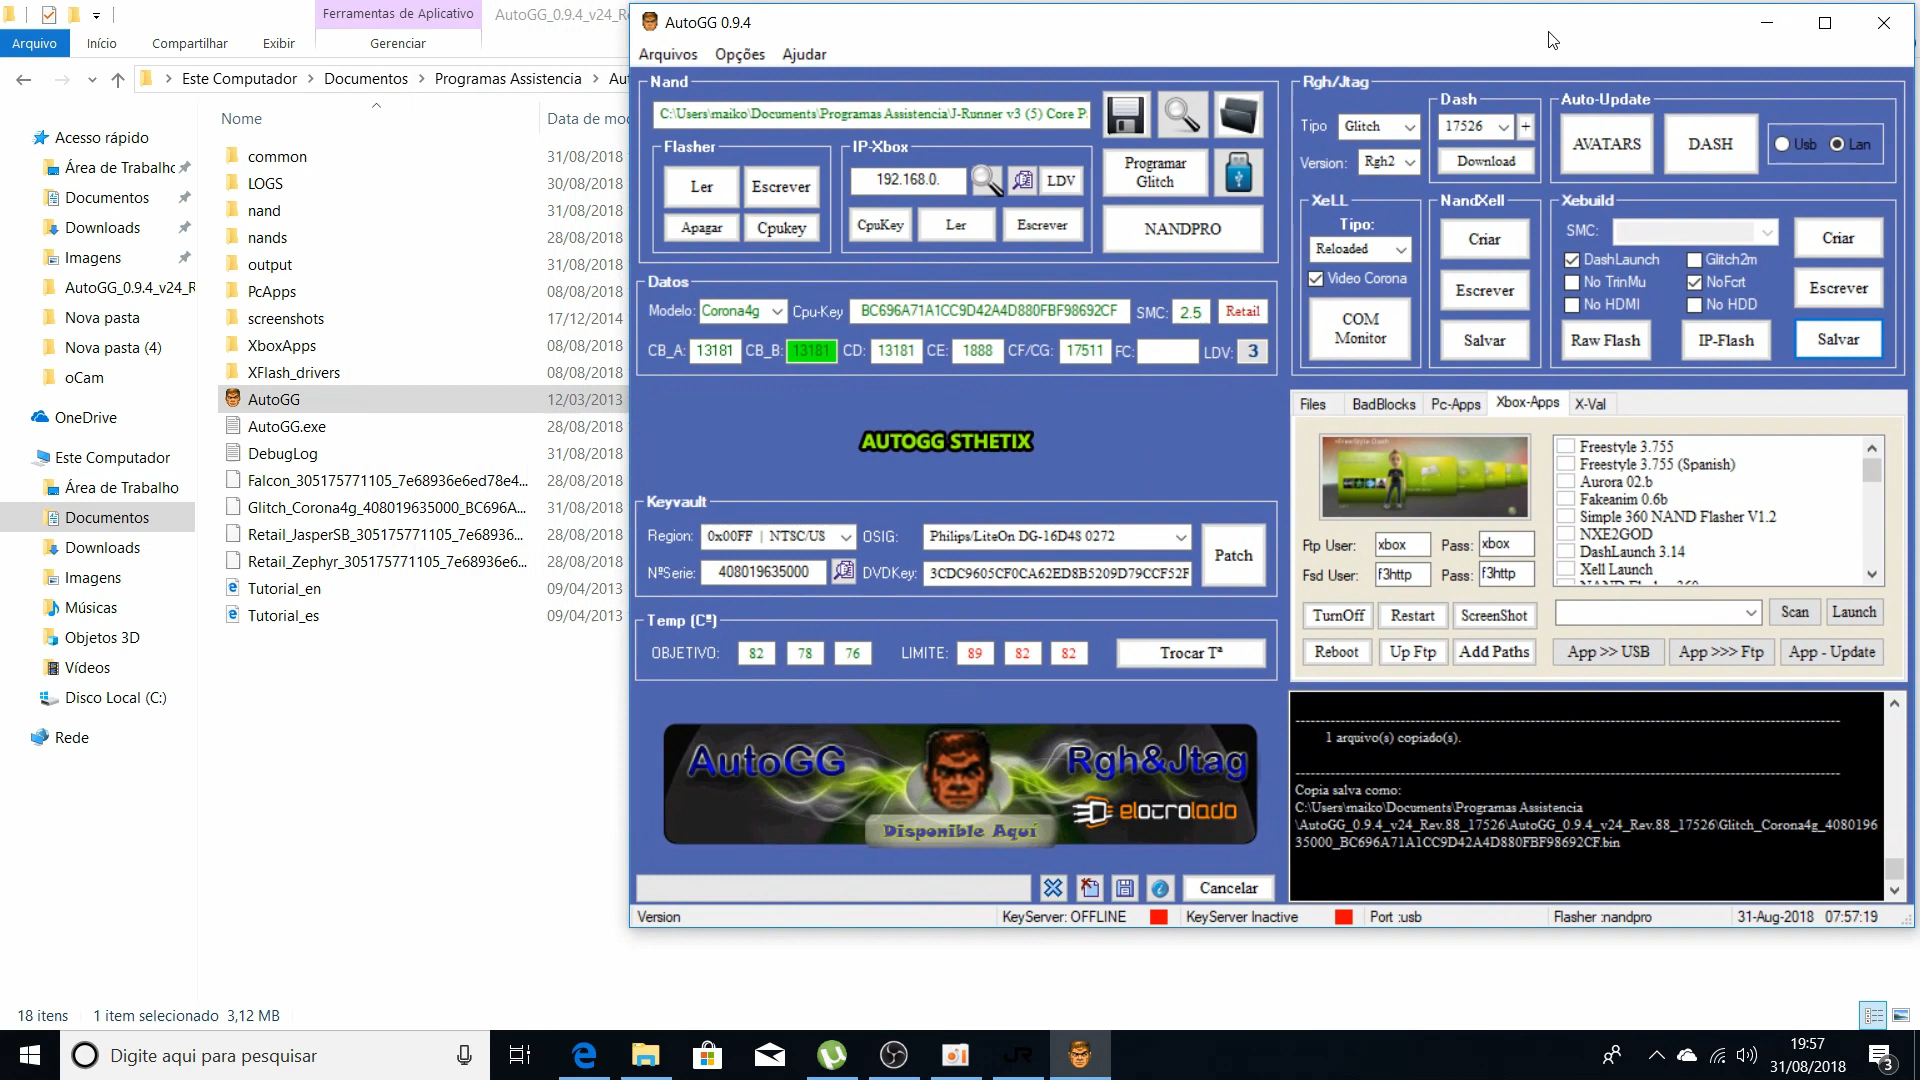 Ferramentas de Aplicativo
AutoGG_0.9.4_v24_Re
Arquivo
Início
Compartilhar
Exibir
Gerenciar
Este Computador
Documentos
Programas Assistencia
Nome
Data de mod
Acesso rápido
Área de Trabalho
Documentos
Downloads
Imagens
AutoGG_0.9.4_v24_R
Nova pasta
Nova pasta (4)
oCam
OneDrive
Este Computador
Área de Trabalho
Documentos
Downloads
Imagens
Músicas
Objetos 3D
Vídeos
Disco Local (C:)
Rede
common 31/08/2018
LOGS 30/08/2018
nand 31/08/2018
nands 28/08/2018
output 31/08/2018
PcApps 08/08/2018
screenshots 17/12/2014
XboxApps 08/08/2018
XFlash_drivers 08/08/2018
AutoGG 12/03/2013
AutoGG.exe 28/08/2018
DebugLog 31/08/2018
Falcon_305175771105_7e68936e6ed78e4... 28/08/2018
Glitch_Corona4g_408019635000_BC696A... 31/08/2018
Retail_JasperSB_305175771105_7e68936... 28/08/2018
Retail_Zephyr_305175771105_7e68936e6... 28/08/2018
Tutorial_en 09/04/2013
Tutorial_es 09/04/2013
18 itens 1 item selecionado 3,12 MB
AutoGG 0.9.4
Arquivos Opções Ajudar
Nand
C:\Users\maiko\Documents\Programas Assistencia\J-Runner v3 (5) Core P.
Flasher
Ler Escrever
Apagar Cpukey
IP-Xbox
192.168.0. LDV
CpuKey Ler Escrever
Programar Glitch
NANDPRO
Datos
Modelo: Corona4g Cpu-Key BC696A71A1CC9D42A4D880FBF98692CF SMC: 2.5 Retail
CB_A: 13181 CB_B: 13181 CD: 13181 CE: 1888 CF/CG: 17511 FC: LDV: 3
AUTOGG STHETIX
Keyvault
Region: 0x00FF | NTSC/US OSIG: Philips/LiteOn DG-16D4S 0272
NºSerie: 408019635000 DVDKey: 3CDC9605CF0CA62ED8B5209D79CCF52F
Patch
Temp (Cº)
OBJETIVO: 82 78 76 LIMITE: 89 82 82 Trocar Tª
AutoGG
Rgh&Jtag
elotrolado
Disponible Aquí
Cancelar
Rgh/Jtag
Tipo Glitch
Version: Rgh2
Dash
17526 +
Download
Auto-Update
AVATARS DASH Usb Lan
XeLL
Tipo:
Reloaded
Video Corona
COM Monitor
NandXell
Criar
Escrever
Salvar
Xebuild
SMC:
DashLaunch Glitch2m
No TrinMu NoFcrt
No HDMI No HDD
Raw Flash IP-Flash
Criar
Escrever
Salvar
Files BadBlocks Pc-Apps Xbox-Apps X-Val
Freestyle 3.755
Freestyle 3.755 (Spanish)
Aurora 02.b
Fakeanim 0.6b
Simple 360 NAND Flasher V1.2
NXE2GOD
DashLaunch 3.14
Xell Launch
NAND Flasher 360
Ftp User: xbox Pass: xbox
Fsd User: f3http Pass: f3http
TurnOff Restart ScreenShot Scan Launch
Reboot Up Ftp Add Paths App >> USB App >>> Ftp App - Update
1 arquivo(s) copiado(s).
Copia salva como:
C:\Users\maiko\Documents\Programas Assistencia
\AutoGG_0.9.4_v24_Rev.88_17526\AutoGG_0.9.4_v24_Rev.88_17526\Glitch_Corona4g_4080196
35000_BC696A71A1CC9D42A4D880FBF98692CF.bin
Version KeyServer: OFFLINE KeyServer Inactive Port :usb Flasher :nandpro 31-Aug-2018 07:57:19
Digite aqui para pesquisar
19:57
31/08/2018
3